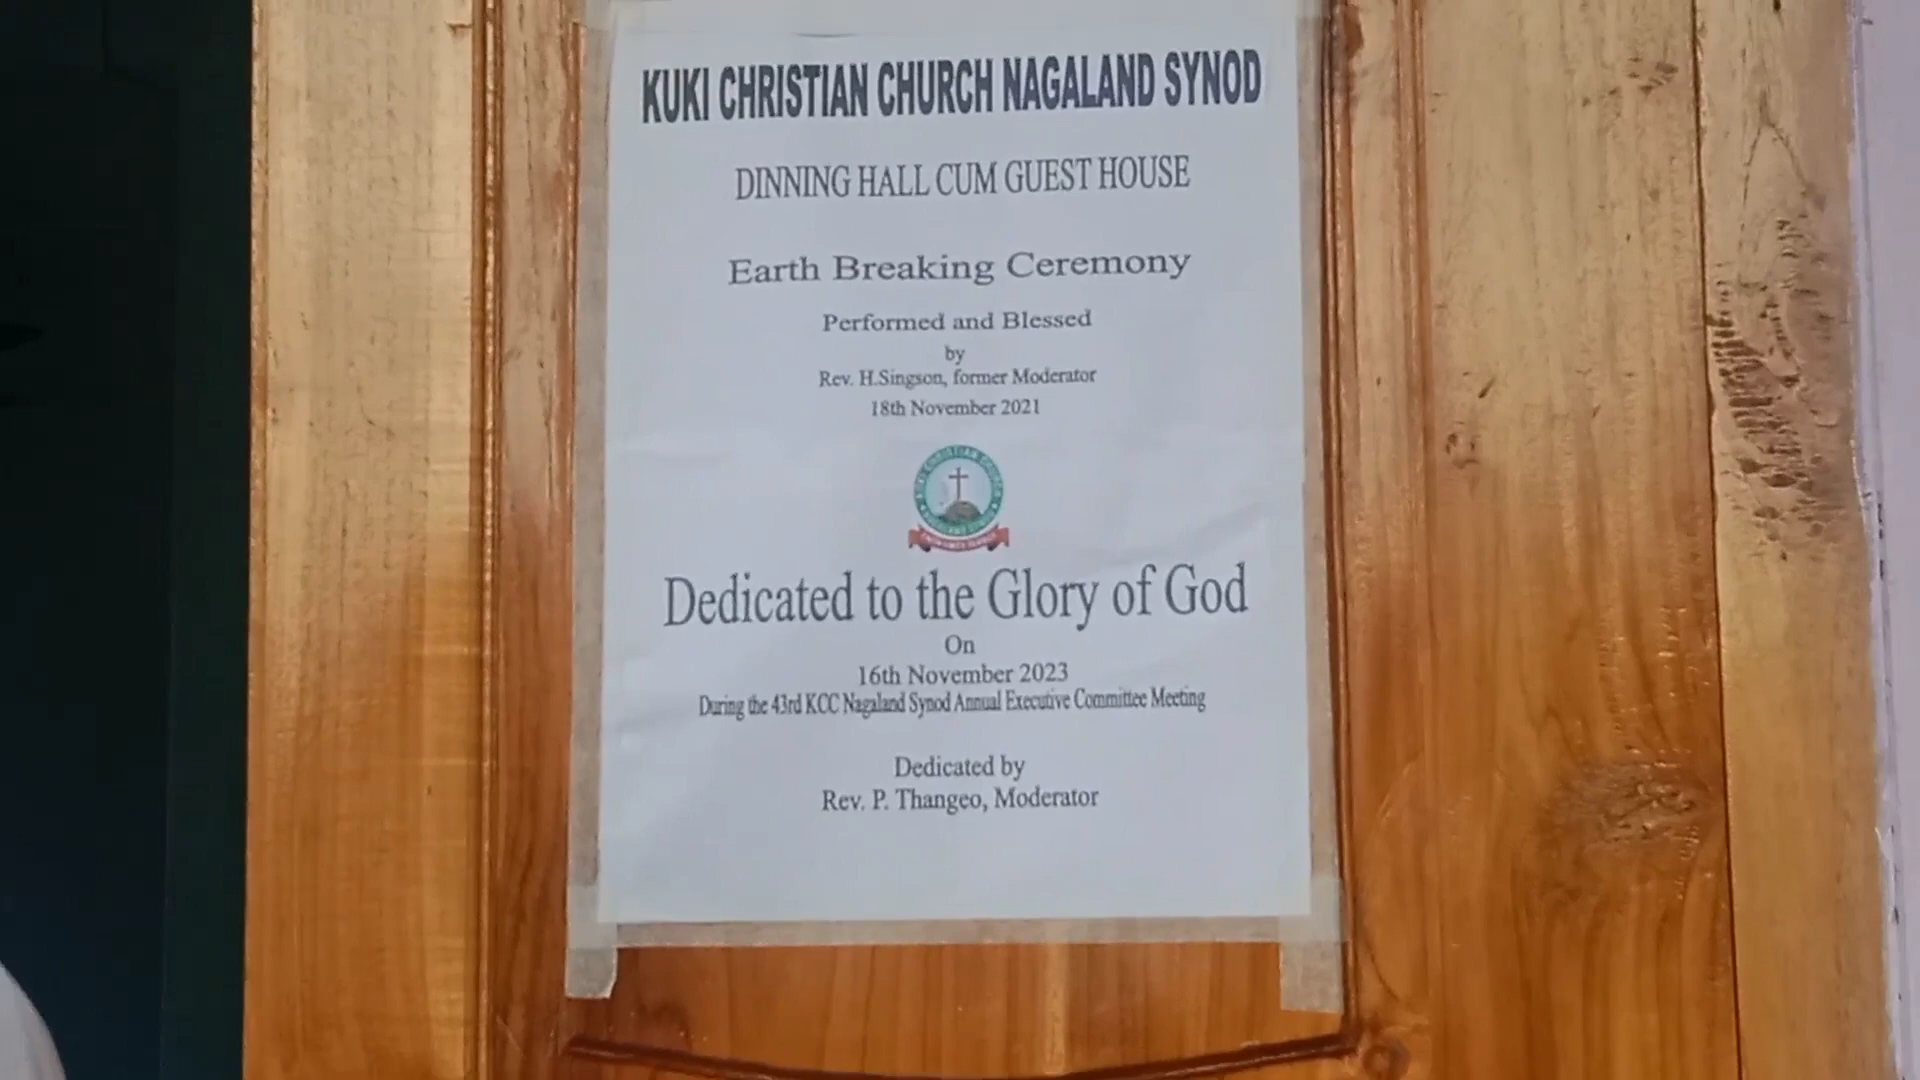 KUKI CHRISTIAN CHURCH NAGALAND SYNOD
DINNING HALL CUM GUEST HOUSE
Earth Breaking Ceremony
Performed and Blessed
by
Rev. H.Singson, former Moderator
18th November 2021
Dedicated to the Glory of God
On
16th November 2023
During the 43rd KCC Nagaland Synod Annual Executive Committee Meeting
Dedicated by
Rev. P. Thangeo, Moderator